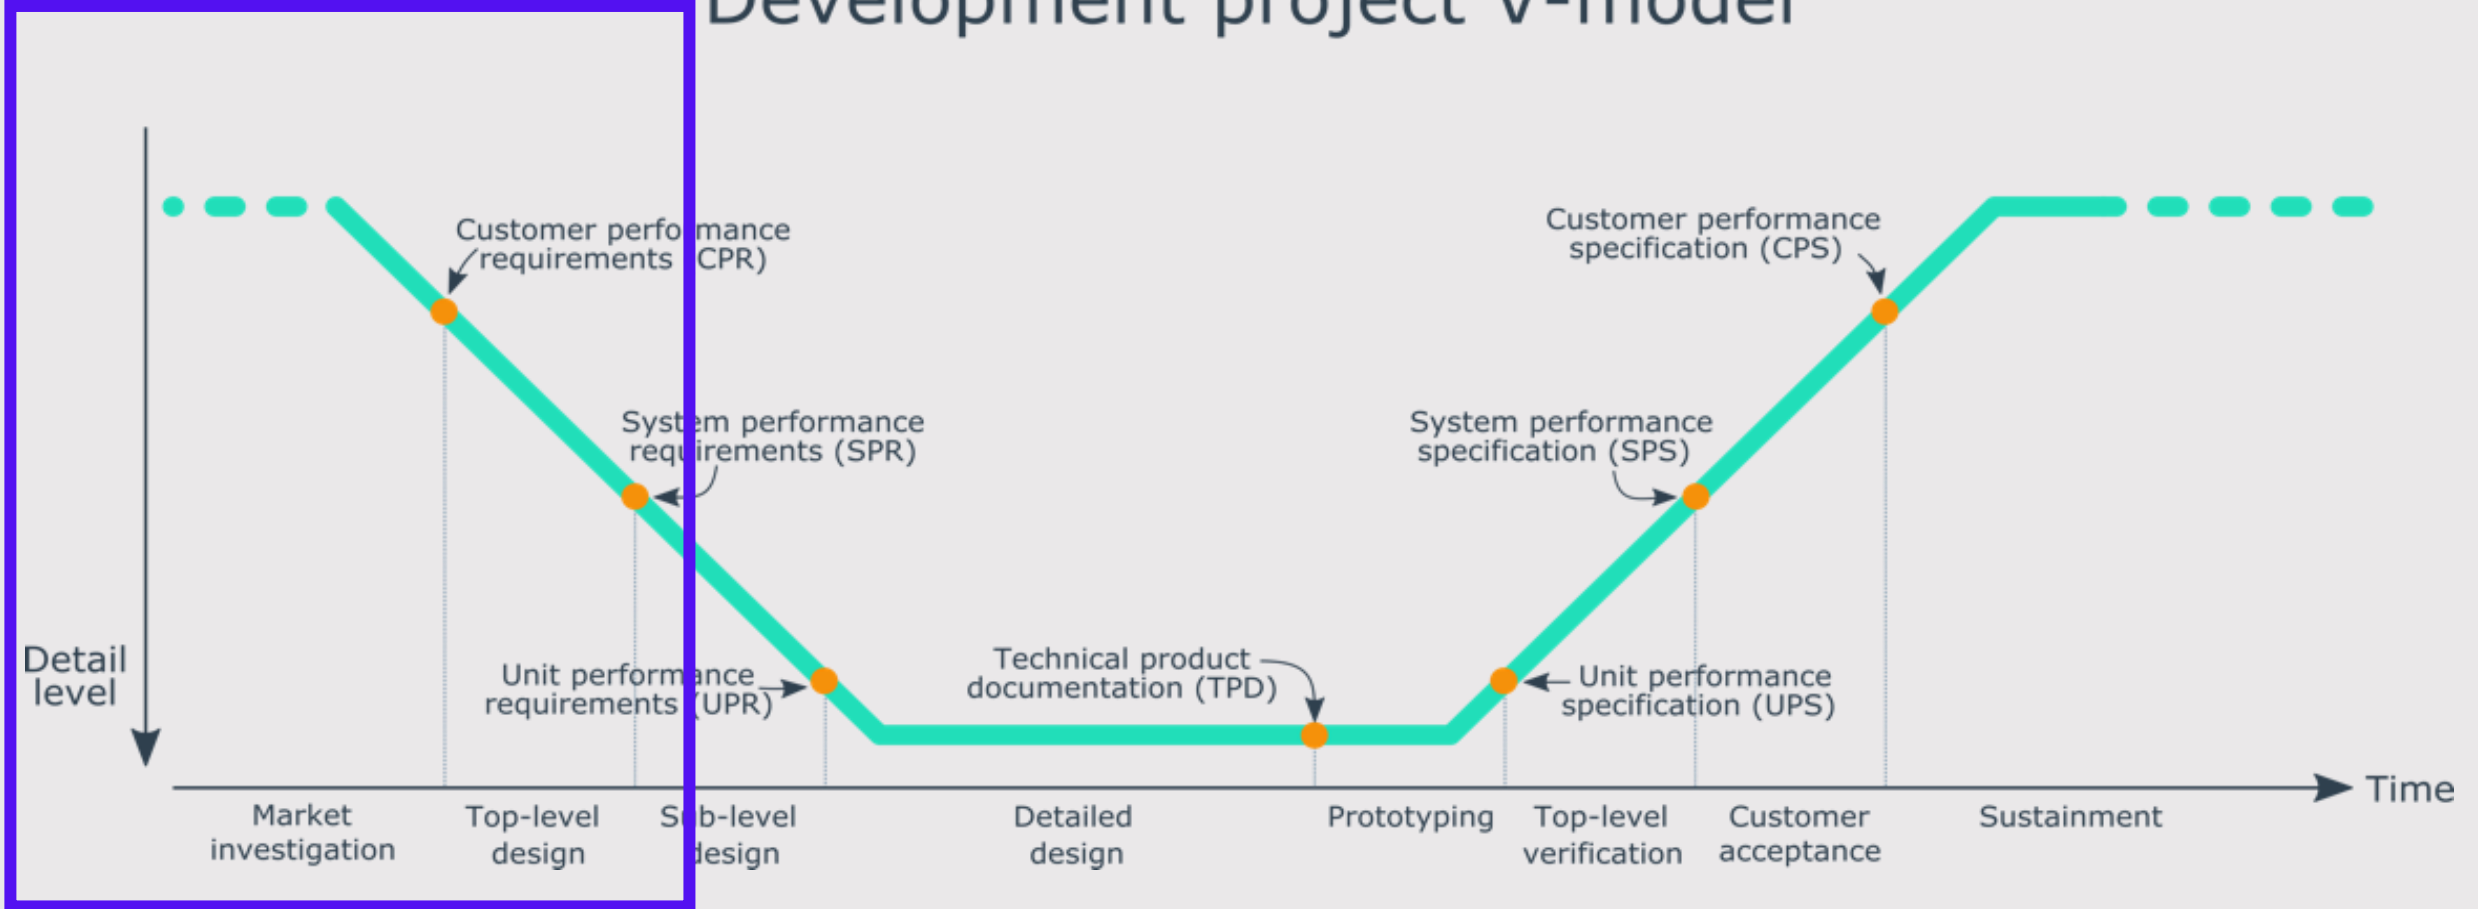 Development project V-model
Customer performance
requirements (CPR)
Customer performance
specification (CPS)
System performance
requirements (SPR)
System performance
specification (SPS)
Detail
level
Unit performance
requirements (UPR)
Technical product
documentation (TPD)
Unit performance
specification (UPS)
Time
Market
investigation
Top-level
design
Sub-level
design
Detailed
design
Prototyping
Top-level
verification
Customer
acceptance
Sustainment